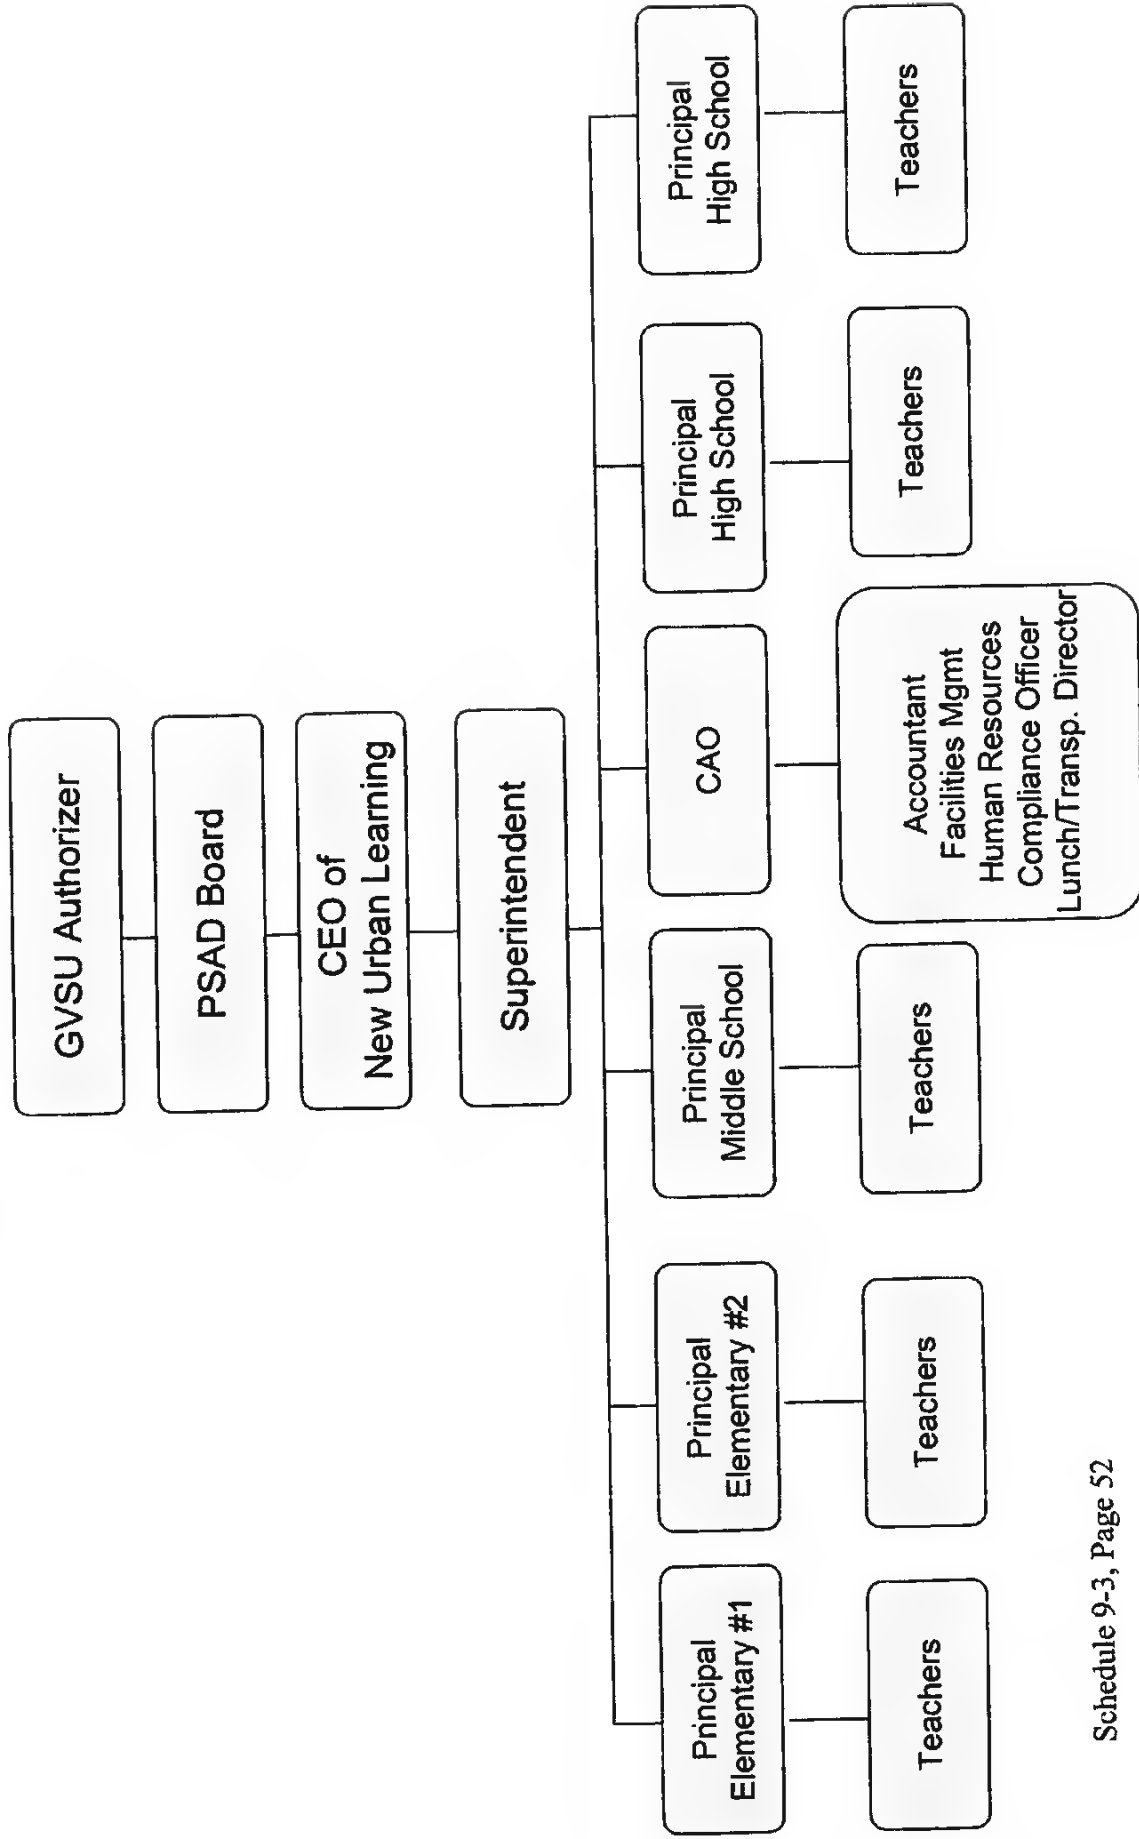 GVSU Authorizer
PSAD Board
CEO of
New Urban Learning
Superintendent
Principal
Elementary #1
Principal
Elementary #2
Principal
Middle School
CAO
Principal
High School
Principal
High School
Teachers
Teachers
Teachers
Accountant
Facilities Mgmt
Human Resources
Compliance Officer
Lunch/Transp. Director
Teachers
Teachers
Schedule 9-3, Page 52